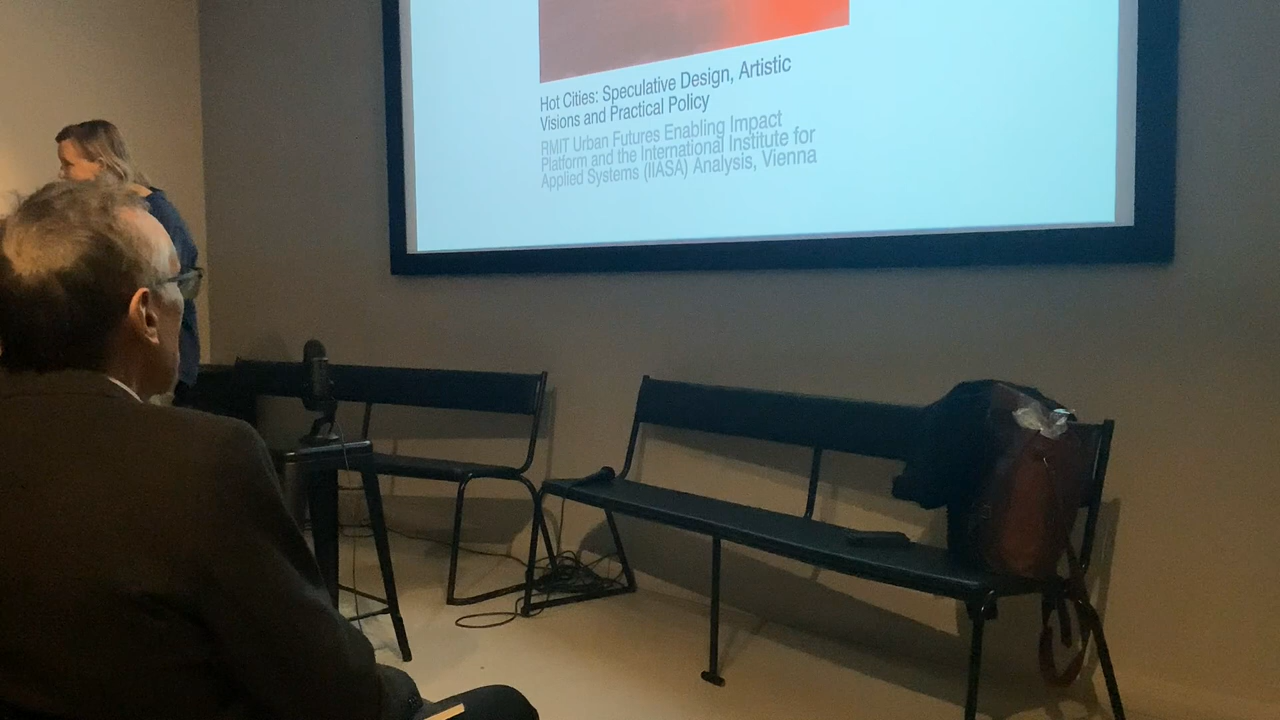 Hot Cities: Speculative Design, Artistic
Visions and Practical Policy
RMIT Urban Futures Enabling Impact
Platform and the International Institute for
Applied Systems (IIASA) Analysis, Vienna